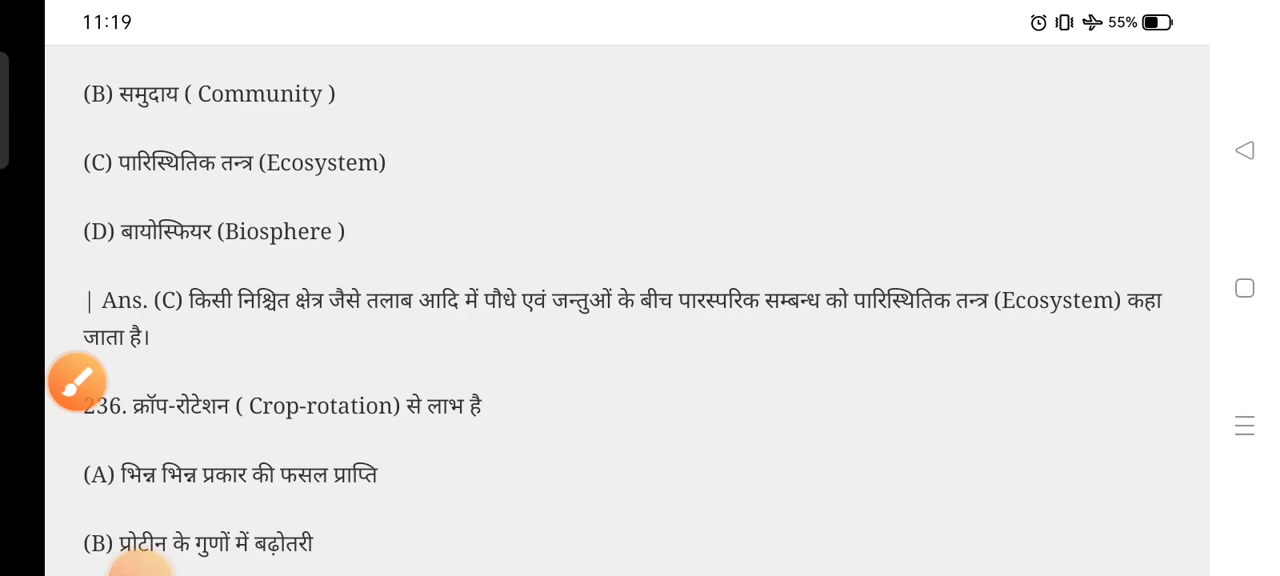 11:19
55%
(B) समुदाय ( Community )
(C) पारिस्थितिक तन्त्र (Ecosystem)
(D) बायोस्फियर (Biosphere )
| Ans. (C) किसी निश्चित क्षेत्र जैसे तलाब आदि में पौधे एवं जन्तुओं के बीच पारस्परिक सम्बन्ध को पारिस्थितिक तन्त्र (Ecosystem) कहा
जाता है।
236. क्रॉप-रोटेशन ( Crop-rotation) से लाभ है
(A) भिन्न भिन्न प्रकार की फसल प्राप्ति
(B) प्रोटीन के गुणों में बढ़ोतरी